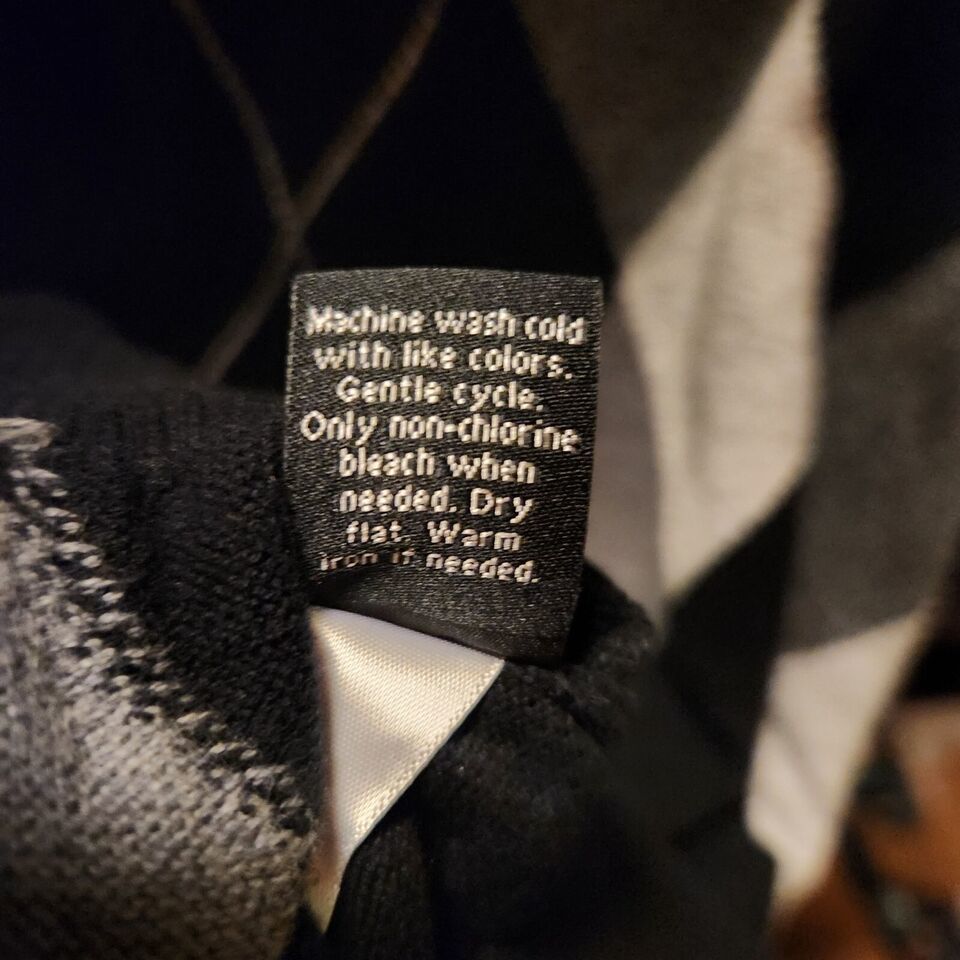 Machine wash cold
with like colors.
Gentle cycle.
Only non-chlorine
bleach when
needed. Dry
flat. Warm
iron if needed.